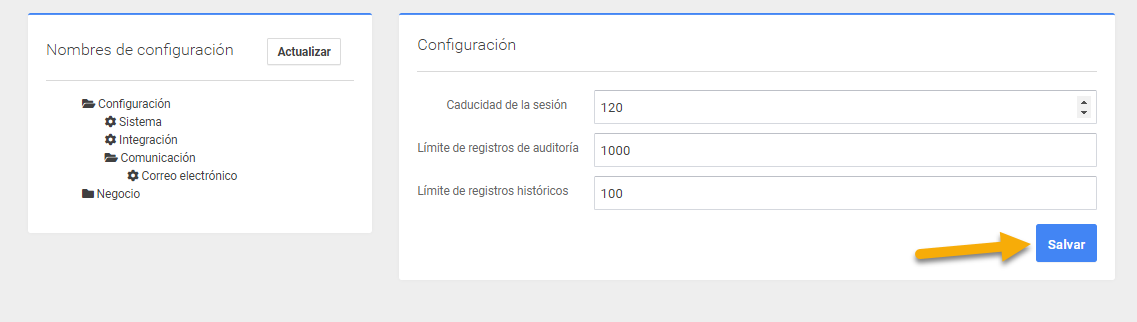 Nombres de configuración
Actualizar
Configuración
Sistema
Integración
Comunicación
Correo electrónico
Negocio
Configuración
Caducidad de la sesión
120
Límite de registros de auditoría
1000
Límite de registros históricos
100
Salvar